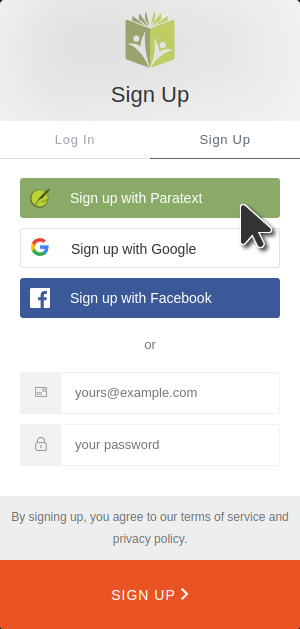 Sign Up
Log In
Sign Up
Sign up with Paratext
Sign up with Google
Sign up with Facebook
or
yours@example.com
your password
By signing up, you agree to our terms of service and
privacy policy.
SIGN UP